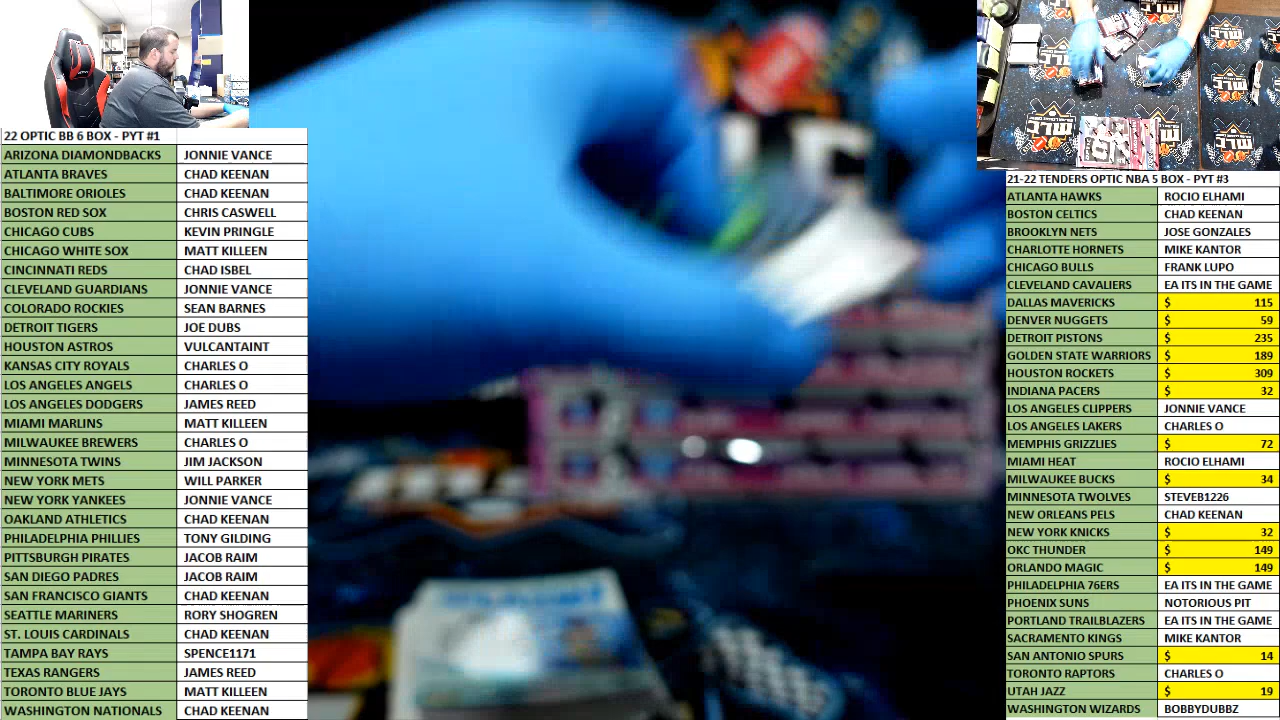 22 OPTIC BB 6 BOX - PYT #1
ARIZONA DIAMONDBACKS JONNIE VANCE
ATLANTA BRAVES CHAD KEENAN
BALTIMORE ORIOLES CHAD KEENAN
BOSTON RED SOX CHRIS CASWELL
CHICAGO CUBS KEVIN PRINGLE
CHICAGO WHITE SOX MATT KILLEEN
CINCINNATI REDS CHAD ISBEL
CLEVELAND GUARDIANS JONNIE VANCE
COLORADO ROCKIES SEAN BARNES
DETROIT TIGERS JOE DUBS
HOUSTON ASTROS VULCANTAINT
KANSAS CITY ROYALS CHARLES O
LOS ANGELES ANGELS CHARLES O
LOS ANGELES DODGERS JAMES REED
MIAMI MARLINS MATT KILLEEN
MILWAUKEE BREWERS CHARLES O
MINNESOTA TWINS JIM JACKSON
NEW YORK METS WILL PARKER
NEW YORK YANKEES JONNIE VANCE
OAKLAND ATHLETICS CHAD KEENAN
PHILADELPHIA PHILLIES TONY GILDING
PITTSBURGH PIRATES JACOB RAIM
SAN DIEGO PADRES JACOB RAIM
SAN FRANCISCO GIANTS CHAD KEENAN
SEATTLE MARINERS RORY SHOGREN
ST. LOUIS CARDINALS CHAD KEENAN
TAMPA BAY RAYS SPENCE1171
TEXAS RANGERS JAMES REED
TORONTO BLUE JAYS MATT KILLEEN
WASHINGTON NATIONALS CHAD KEENAN
MLC
21-22 TENDERS OPTIC NBA 5 BOX - PYT #3
ATLANTA HAWKS ROCIO ELHAMI
BOSTON CELTICS CHAD KEENAN
BROOKLYN NETS JOSE GONZALES
CHARLOTTE HORNETS MIKE KANTOR
CHICAGO BULLS FRANK LUPO
CLEVELAND CAVALIERS EA ITS IN THE GAME
DALLAS MAVERICKS $ 115
DENVER NUGGETS $ 59
DETROIT PISTONS $ 235
GOLDEN STATE WARRIORS $ 189
HOUSTON ROCKETS $ 309
INDIANA PACERS $ 32
LOS ANGELES CLIPPERS JONNIE VANCE
LOS ANGELES LAKERS CHARLES O
MEMPHIS GRIZZLIES $ 72
MIAMI HEAT ROCIO ELHAMI
MILWAUKEE BUCKS $ 34
MINNESOTA TWOLVES STEVEB1226
NEW ORLEANS PELS CHAD KEENAN
NEW YORK KNICKS $ 32
OKC THUNDER $ 149
ORLANDO MAGIC $ 149
PHILADELPHIA 76ERS EA ITS IN THE GAME
PHOENIX SUNS NOTORIOUS PIT
PORTLAND TRAILBLAZERS EA ITS IN THE GAME
SACRAMENTO KINGS MIKE KANTOR
SAN ANTONIO SPURS $ 14
TORONTO RAPTORS CHARLES O
UTAH JAZZ $ 19
WASHINGTON WIZARDS BOBBYDUBBZ